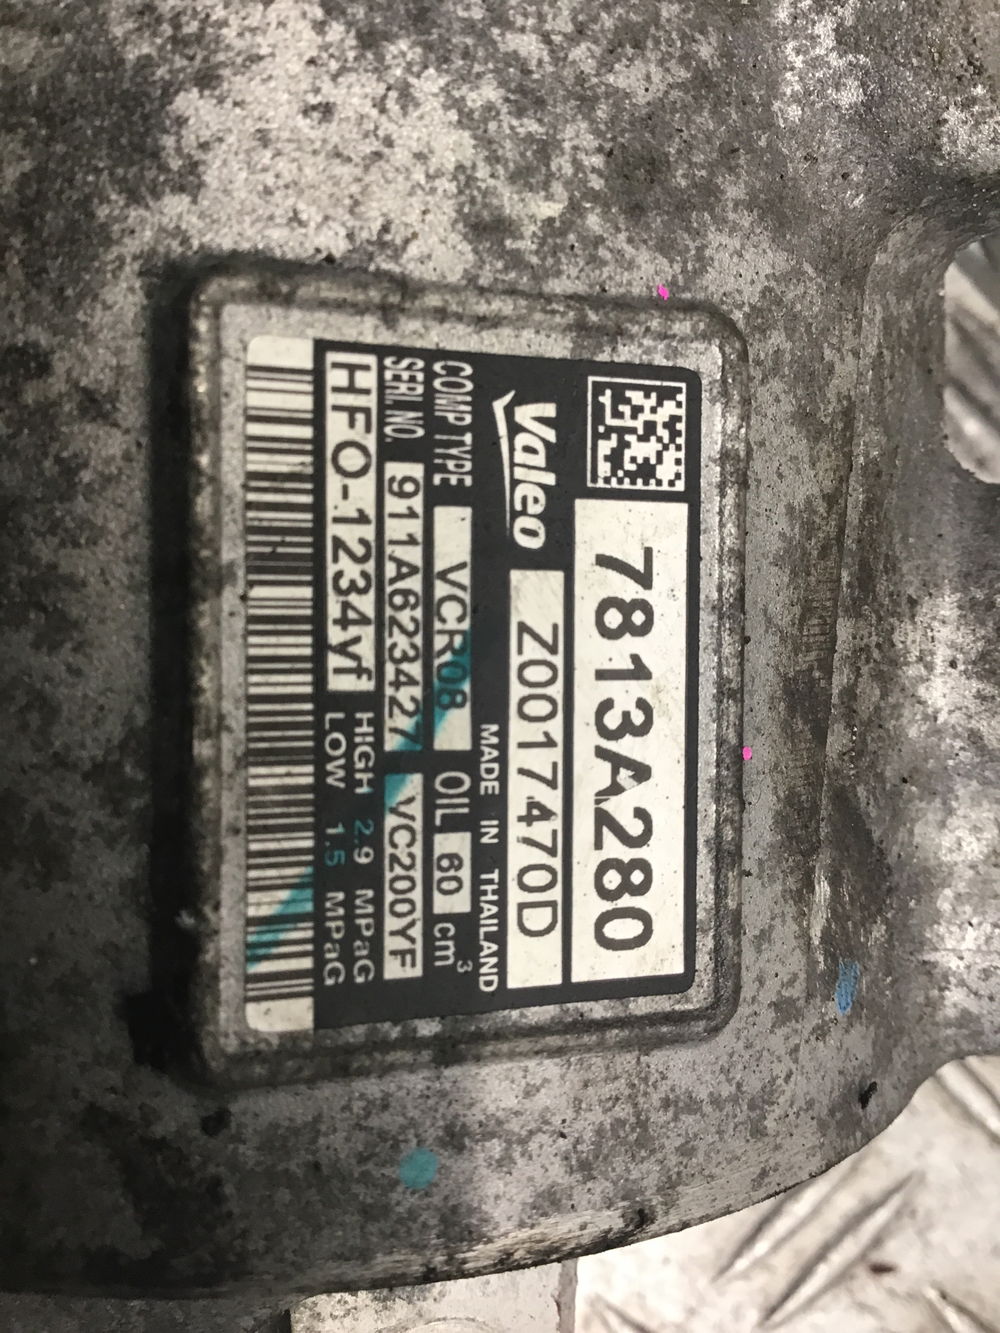 7813A280
Valeo Z0017470D
MADE IN THAILAND
COMP TYPE VCR08 OIL 60 cm³
SERI. NO. 911A623427 VC200YF
HFO-1234yf HIGH 2.9 MPaG
LOW 1.5 MPaG